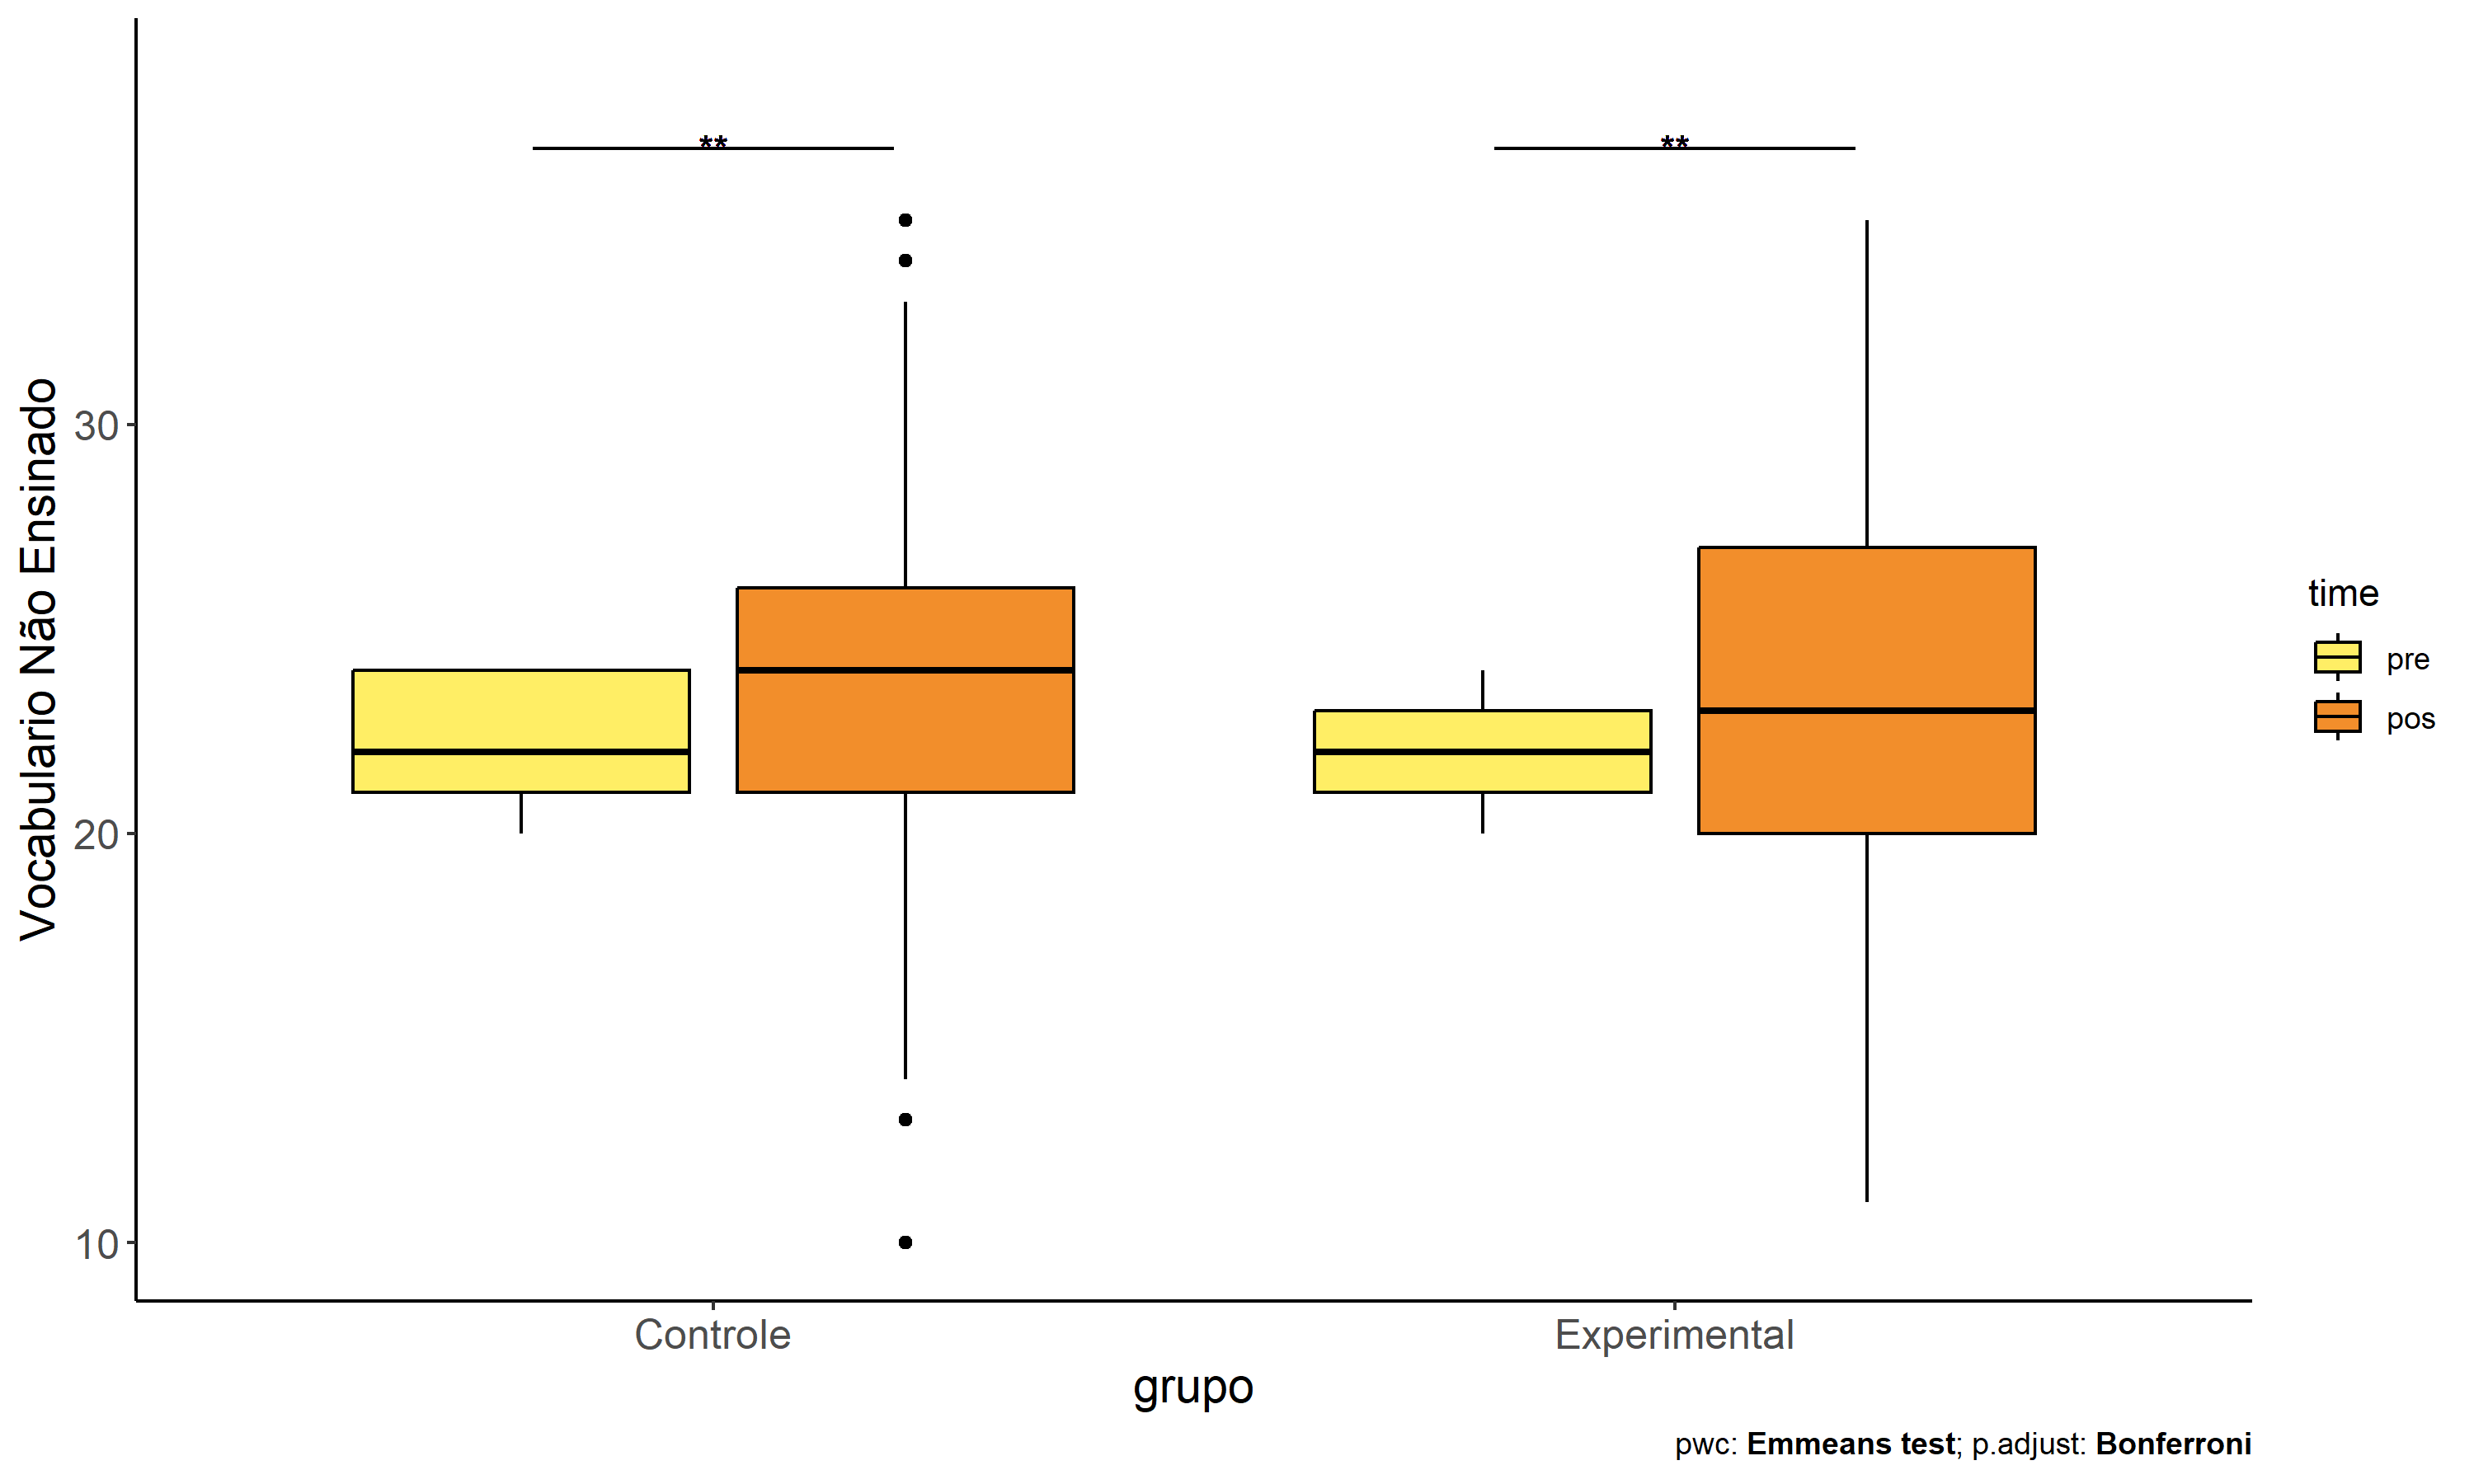 Vocabulario Não Ensinado
30
20
10
**
**
Controle
Experimental
grupo
time
pre
pos
pwc: Emmeans test; p.adjust: Bonferroni